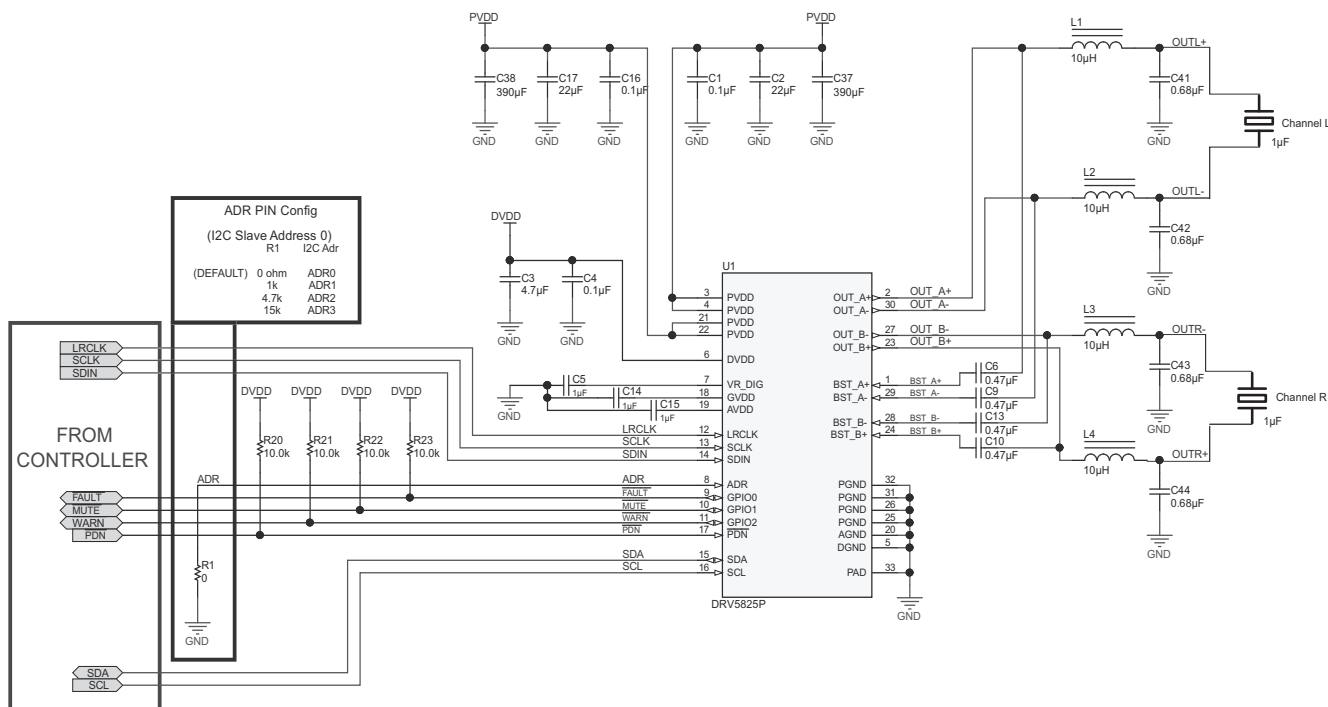 PVDD
PVDD
C38
390µF
C17
22µF
C16
0.1µF
C1
0.1µF
C2
22µF
C37
390µF
GND
GND
GND
GND
GND
GND
L1
10µH
OUTL+
C41
0.68µF
GND
Channel L
1µF
L2
10µH
OUTL-
C42
0.68µF
GND
ADR PIN Config
(I2C Slave Address 0)
R1 I2C Adr
(DEFAULT) 0 ohm ADR0
1k ADR1
4.7k ADR2
15k ADR3
DVDD
C3
4.7µF
C4
0.1µF
GND
GND
U1
3 PVDD OUT_A+ 2 OUT_A+
4 PVDD OUT_A- 30 OUT_A-
21 PVDD
22 PVDD OUT_B- 27 OUT_B-
OUT_B+ 23 OUT_B+
6 DVDD
7 VR_DIG BST_A+ 1 BST_A+
18 GVDD BST_A- 29 BST_A-
19 AVDD
BST_B- 28 BST_B-
BST_B+ 24 BST_B+
LRCLK 12 LRCLK
SCLK 13 SCLK
SDIN 14 SDIN
ADR 8 ADR PGND 32
FAULT 9 GPIO0 PGND 31
MUTE 10 GPIO1 PGND 26
WARN 11 GPIO2 PGND 25
PDN 17 PDN AGND 20
DGND 5
SDA 15 SDA
SCL 16 SCL PAD 33
DRV5825P
GND
C5
1µF
C14
1µF
C15
1µF
GND
C6
0.47µF
C9
0.47µF
C13
0.47µF
C10
0.47µF
L3
10µH
OUTR-
C43
0.68µF
GND
Channel R
1µF
L4
10µH
OUTR+
C44
0.68µF
GND
LRCLK
SCLK
SDIN
DVDD DVDD DVDD DVDD
R20
10.0k
R21
10.0k
R22
10.0k
R23
10.0k
FROM
CONTROLLER
ADR
FAULT
MUTE
WARN
PDN
R1
0
GND
SDA
SCL